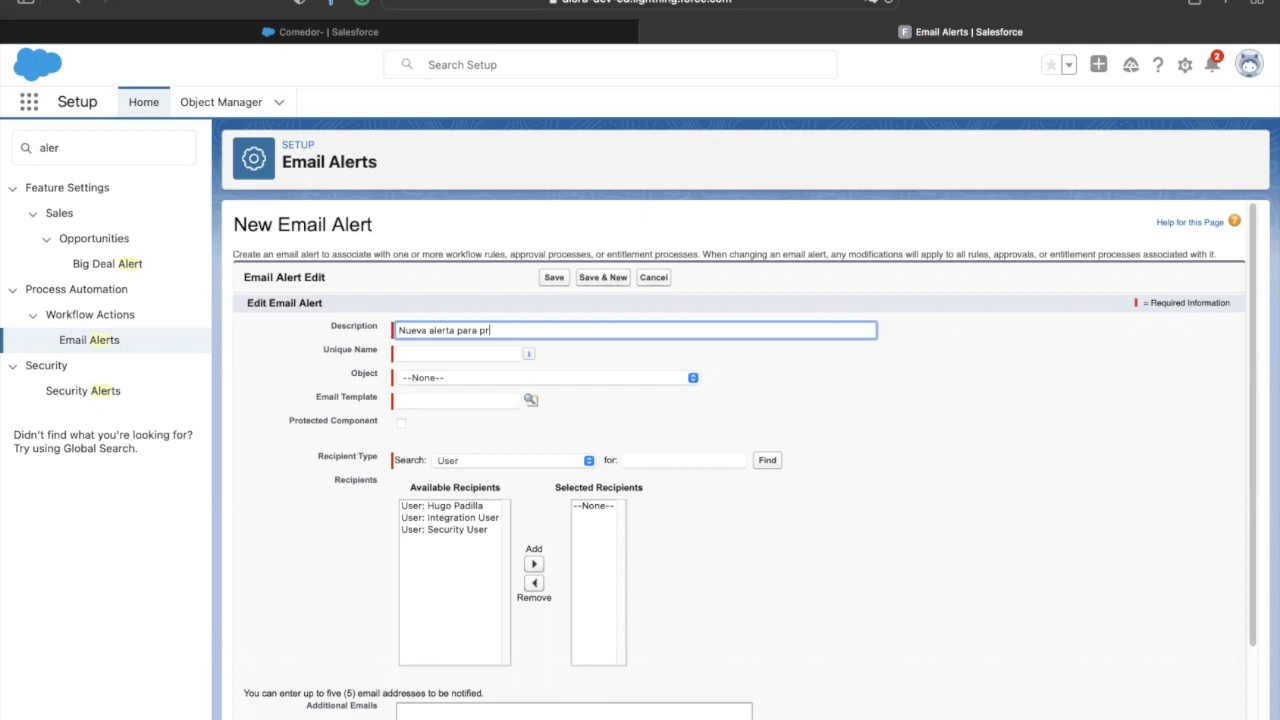 Comedor- | Salesforce
F Email Alerts | Salesforce
Search Setup
2
Setup
Home
Object Manager
aler
SETUP
Email Alerts
Feature Settings
Sales
Opportunities
Big Deal Alert
Process Automation
Workflow Actions
Email Alerts
Security
Security Alerts
Didn't find what you're looking for?
Try using Global Search.
New Email Alert
Help for this Page ?
Create an email alert to associate with one or more workflow rules, approval processes, or entitlement processes. When changing an email alert, any modifications will apply to all rules, approvals, or entitlement processes associated with it.
Email Alert Edit
Save
Save & New
Cancel
Edit Email Alert
= Required Information
Description
Nueva alerta para pr
Unique Name
i
Object
--None--
Email Template
Protected Component
Recipient Type
Search: User for:
Find
Recipients
Available Recipients
Selected Recipients
User: Hugo Padilla
User: Integration User
User: Security User
--None--
Add
Remove
You can enter up to five (5) email addresses to be notified.
Additional Emails